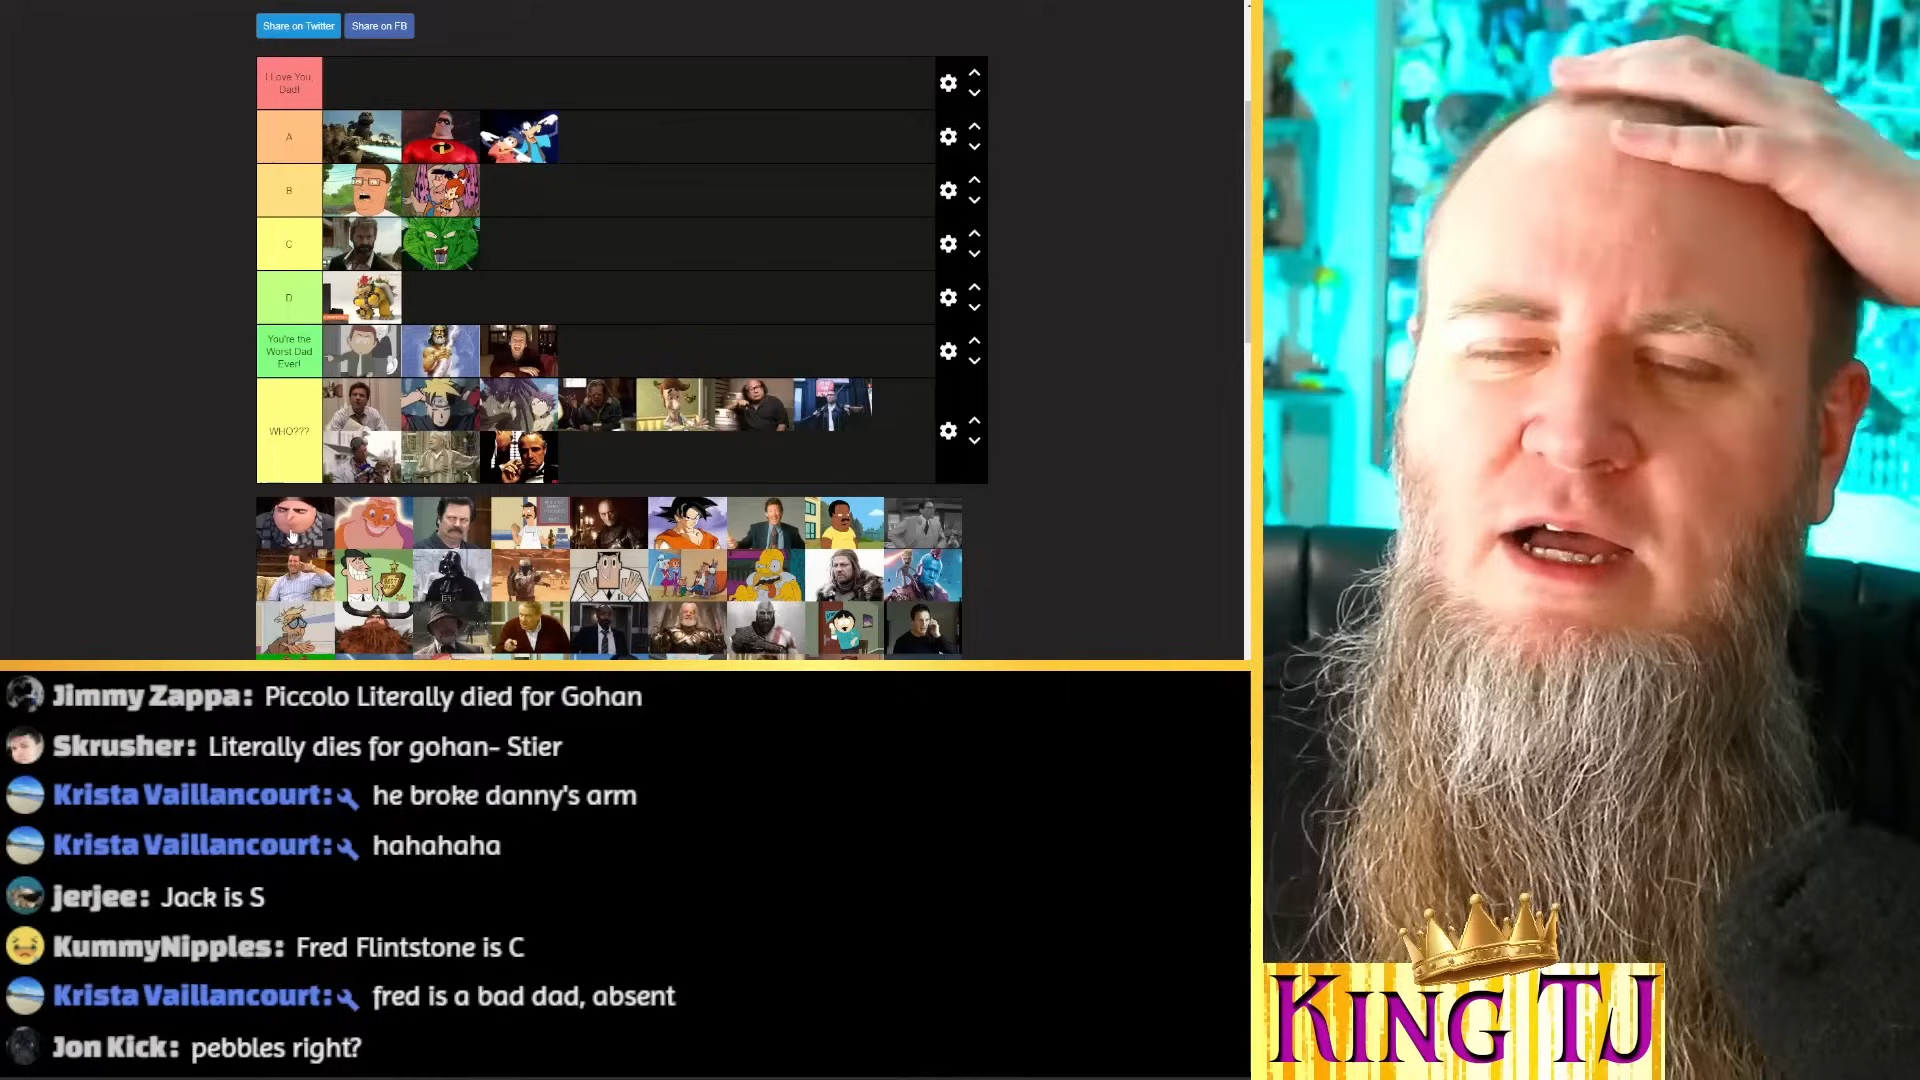 Share on Twitter Share on FB
I Love You,
Dad!
A
B
C
D
You're the
Worst Dad
Ever!
WHO???
Jimmy Zappa: Piccolo Literally died for Gohan
Skrusher: Literally dies for gohan- Stier
Krista Vaillancourt: he broke danny's arm
Krista Vaillancourt: hahahaha
jerjee: Jack is S
KummyNipples: Fred Flintstone is C
Krista Vaillancourt: fred is a bad dad, absent
Jon Kick: pebbles right?
KING TJ